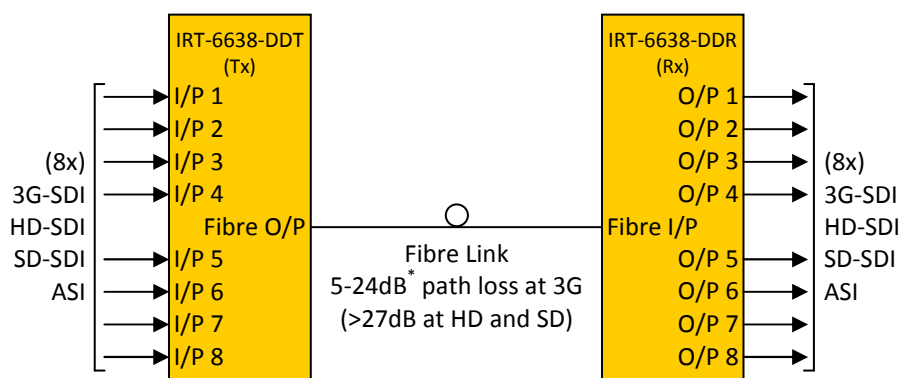 IRT-6638-DDT
(Tx)
I/P 1
I/P 2
I/P 3
I/P 4
Fibre O/P
I/P 5
I/P 6
I/P 7
I/P 8
(8x)
3G-SDI
HD-SDI
SD-SDI
ASI
Fibre Link
5-24dB* path loss at 3G
(>27dB at HD and SD)
IRT-6638-DDR
(Rx)
O/P 1
O/P 2
O/P 3
O/P 4
Fibre I/P
O/P 5
O/P 6
O/P 7
O/P 8
(8x)
3G-SDI
HD-SDI
SD-SDI
ASI